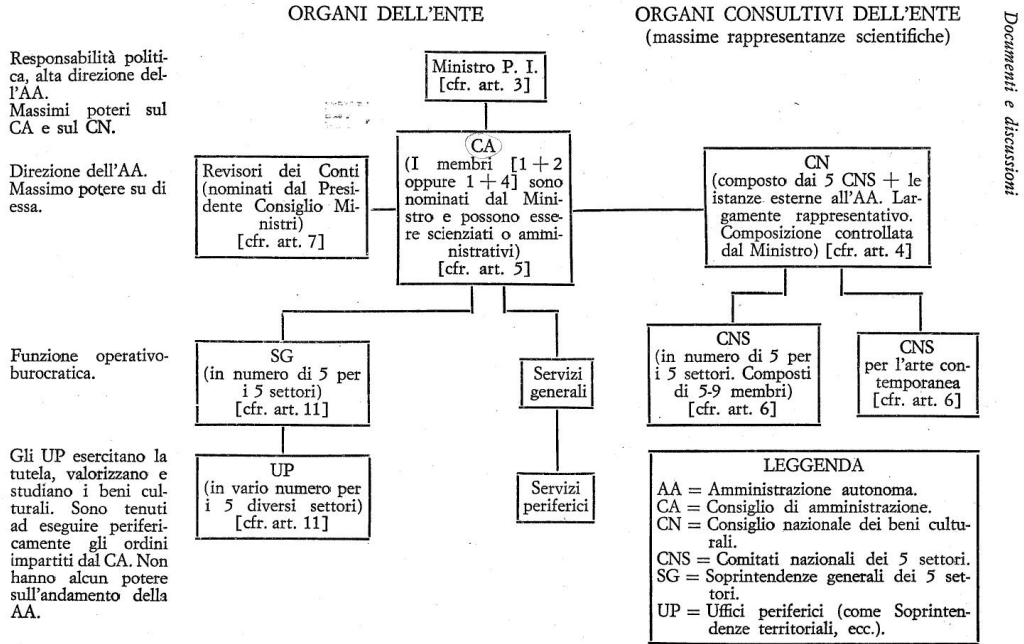 ORGANI DELL'ENTE
ORGANI CONSULTIVI DELL'ENTE
(massime rappresentanze scientifiche)
Documenti e discussioni
Responsabilità politi-
ca, alta direzione del-
l'AA.
Massimi poteri sul
CA e sul CN.
Ministro P. I.
[cfr. art. 3]
Direzione dell'AA.
Massimo potere su di
essa.
Revisori dei Conti
(nominati dal Presi-
dente Consiglio Mi-
nistri)
[cfr. art. 7]
CA
(I membri [1 + 2
oppure 1 + 4] sono
nominati dal Mini-
stro e possono esse-
re scienziati o ammi-
nistrativi)
[cfr. art. 5]
CN
(composto dai 5 CNS + le
istanze esterne all'AA. Lar-
gamente rappresentativo.
Composizione controllata
dal Ministro) [cfr. art. 4]
Funzione operativo-
burocratica.
SG
(in numero di 5 per
i 5 settori)
[cfr. art. 11]
Servizi
generali
CNS
(in numero di 5 per
i 5 settori. Composti
di 5-9 membri)
[cfr. art. 6]
CNS
per l'arte con-
temporanea
[cfr. art. 6]
Gli UP esercitano la
tutela, valorizzano e
studiano i beni cul-
turali. Sono tenuti
ad eseguire periferi-
camente gli ordini
impartiti dal CA. Non
hanno alcun potere
sull'andamento della
AA.
UP
(in vario numero per
i 5 diversi settori)
[cfr. art. 11]
Servizi
periferici
LEGGENDA
AA = Amministrazione autonoma.
CA = Consiglio di amministrazione.
CN = Consiglio nazionale dei beni cultu-
rali.
CNS = Comitati nazionali dei 5 settori.
SG = Soprintendenze generali dei 5 set-
tori.
UP = Uffici periferici (come Soprinten-
denze territoriali, ecc.).